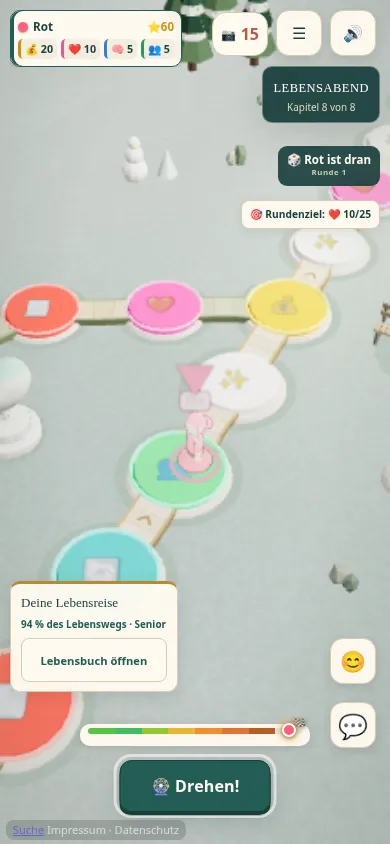 Rot ⭐60
💰 20 ❤️ 10 🧠 5 👥 5
📷 15 ☰ 🔊
LEBENSABEND
Kapitel 8 von 8
🎲 Rot ist dran
Runde 1
🎯 Rundenziel: ❤️ 10/25
Deine Lebensreise
94 % des Lebenswegs · Senior
Lebensbuch öffnen
🎡 Drehen!
Suche Impressum · Datenschutz